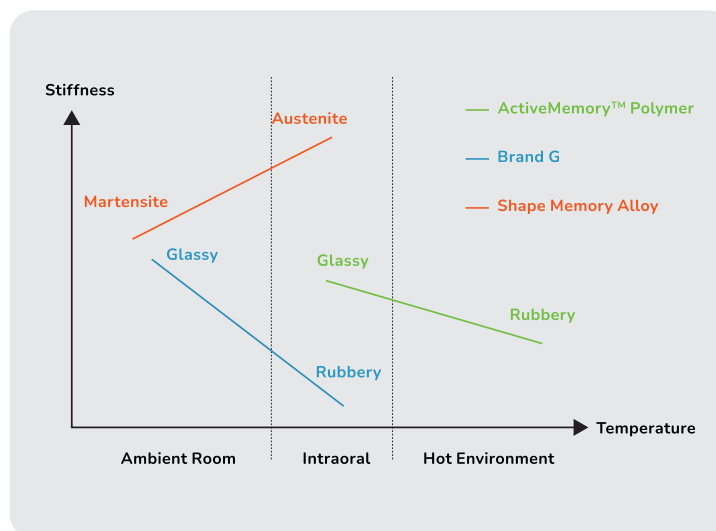 Stiffness
ActiveMemory™ Polymer
Austenite
Brand G
Martensite
Shape Memory Alloy
Glassy
Glassy
Rubbery
Rubbery
Temperature
Ambient Room
Intraoral
Hot Environment